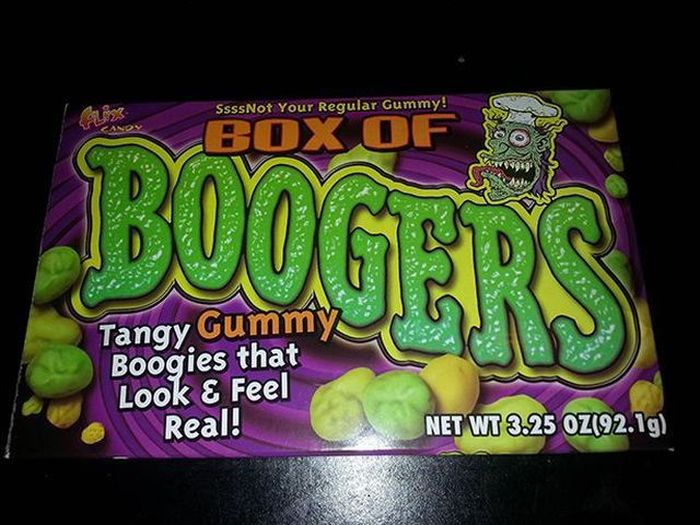 FLIX
CANDY
SsssNot Your Regular Gummy!
BOX OF
BOOGERS
Tangy Gummy
Boogies that
Look & Feel
Real!
NET WT 3.25 OZ(92.1g)